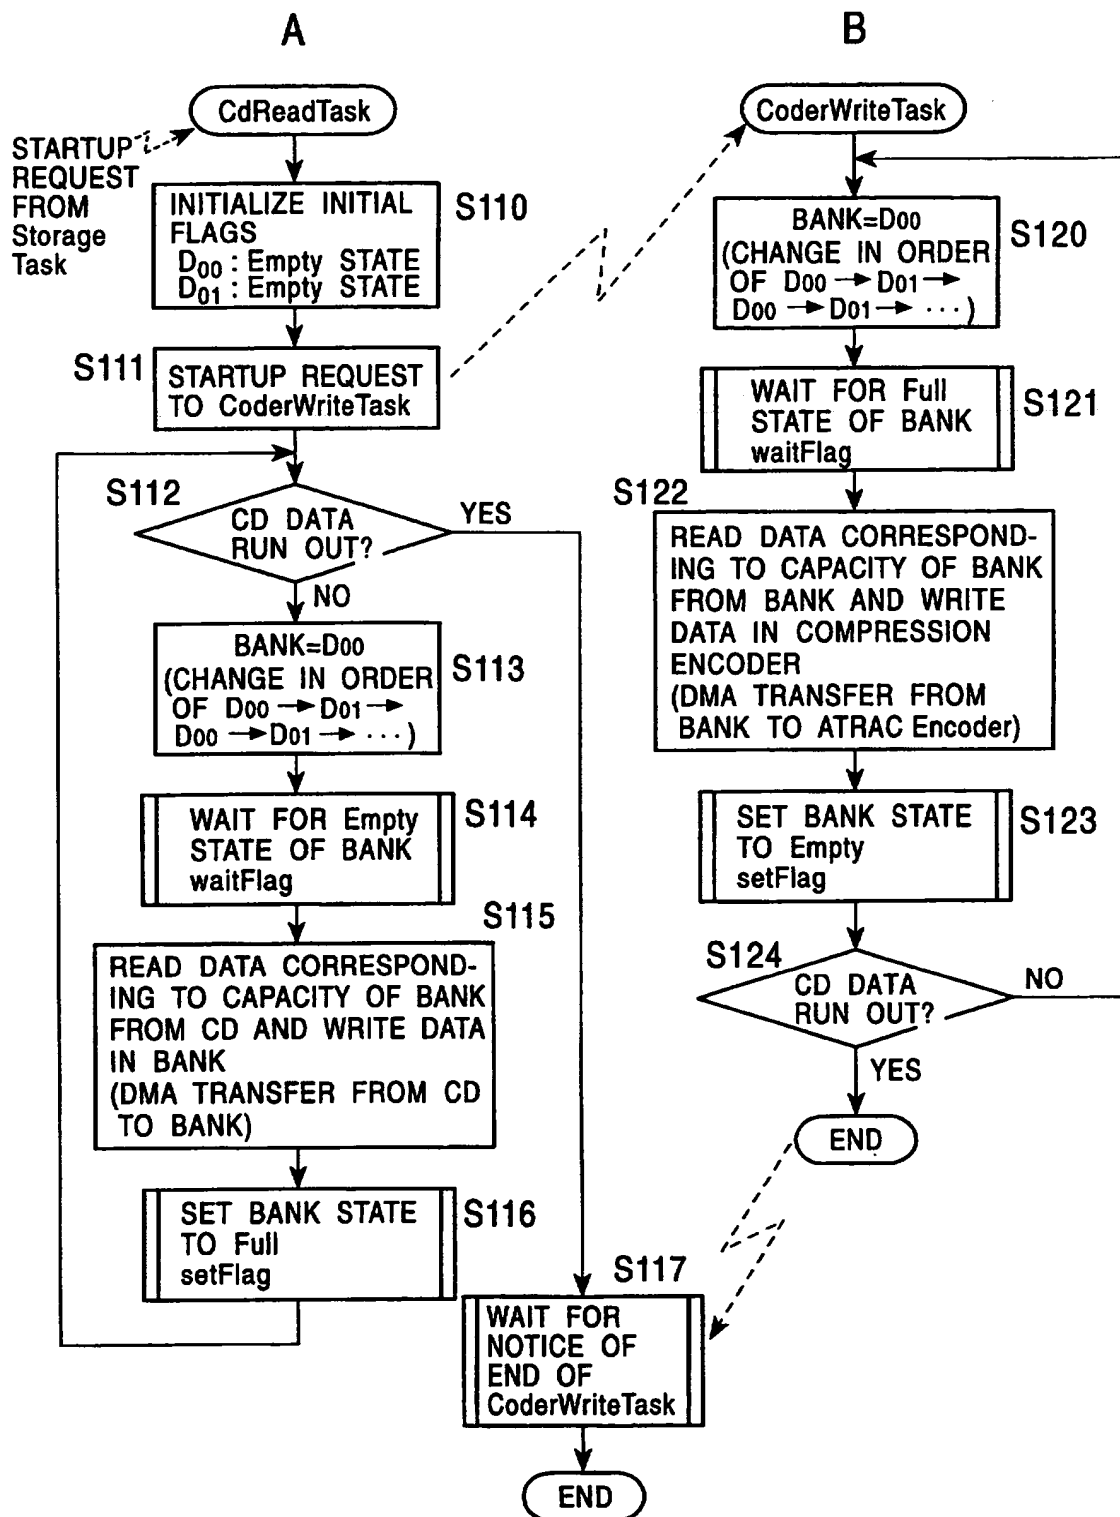 A
CdReadTask
STARTUP
REQUEST
FROM
Storage
Task
INITIALIZE INITIAL
FLAGS
D00 : Empty STATE
D01 : Empty STATE
S110
S111
STARTUP REQUEST
TO CoderWriteTask
S112
CD DATA
RUN OUT?
YES
NO
BANK=D00
(CHANGE IN ORDER
OF D00 → D01 →
D00 → D01 → ···)
S113
WAIT FOR Empty
STATE OF BANK
waitFlag
S114
S115
READ DATA CORRESPOND-
ING TO CAPACITY OF BANK
FROM CD AND WRITE DATA
IN BANK
(DMA TRANSFER FROM CD
TO BANK)
SET BANK STATE
TO Full
setFlag
S116
S117
WAIT FOR
NOTICE OF
END OF
CoderWriteTask
END
B
CoderWriteTask
BANK=D00
(CHANGE IN ORDER
OF D00 → D01 →
D00 → D01 → ···)
S120
WAIT FOR Full
STATE OF BANK
waitFlag
S121
S122
READ DATA CORRESPOND-
ING TO CAPACITY OF BANK
FROM BANK AND WRITE
DATA IN COMPRESSION
ENCODER
(DMA TRANSFER FROM
BANK TO ATRAC Encoder)
SET BANK STATE
TO Empty
setFlag
S123
S124
CD DATA
RUN OUT?
NO
YES
END